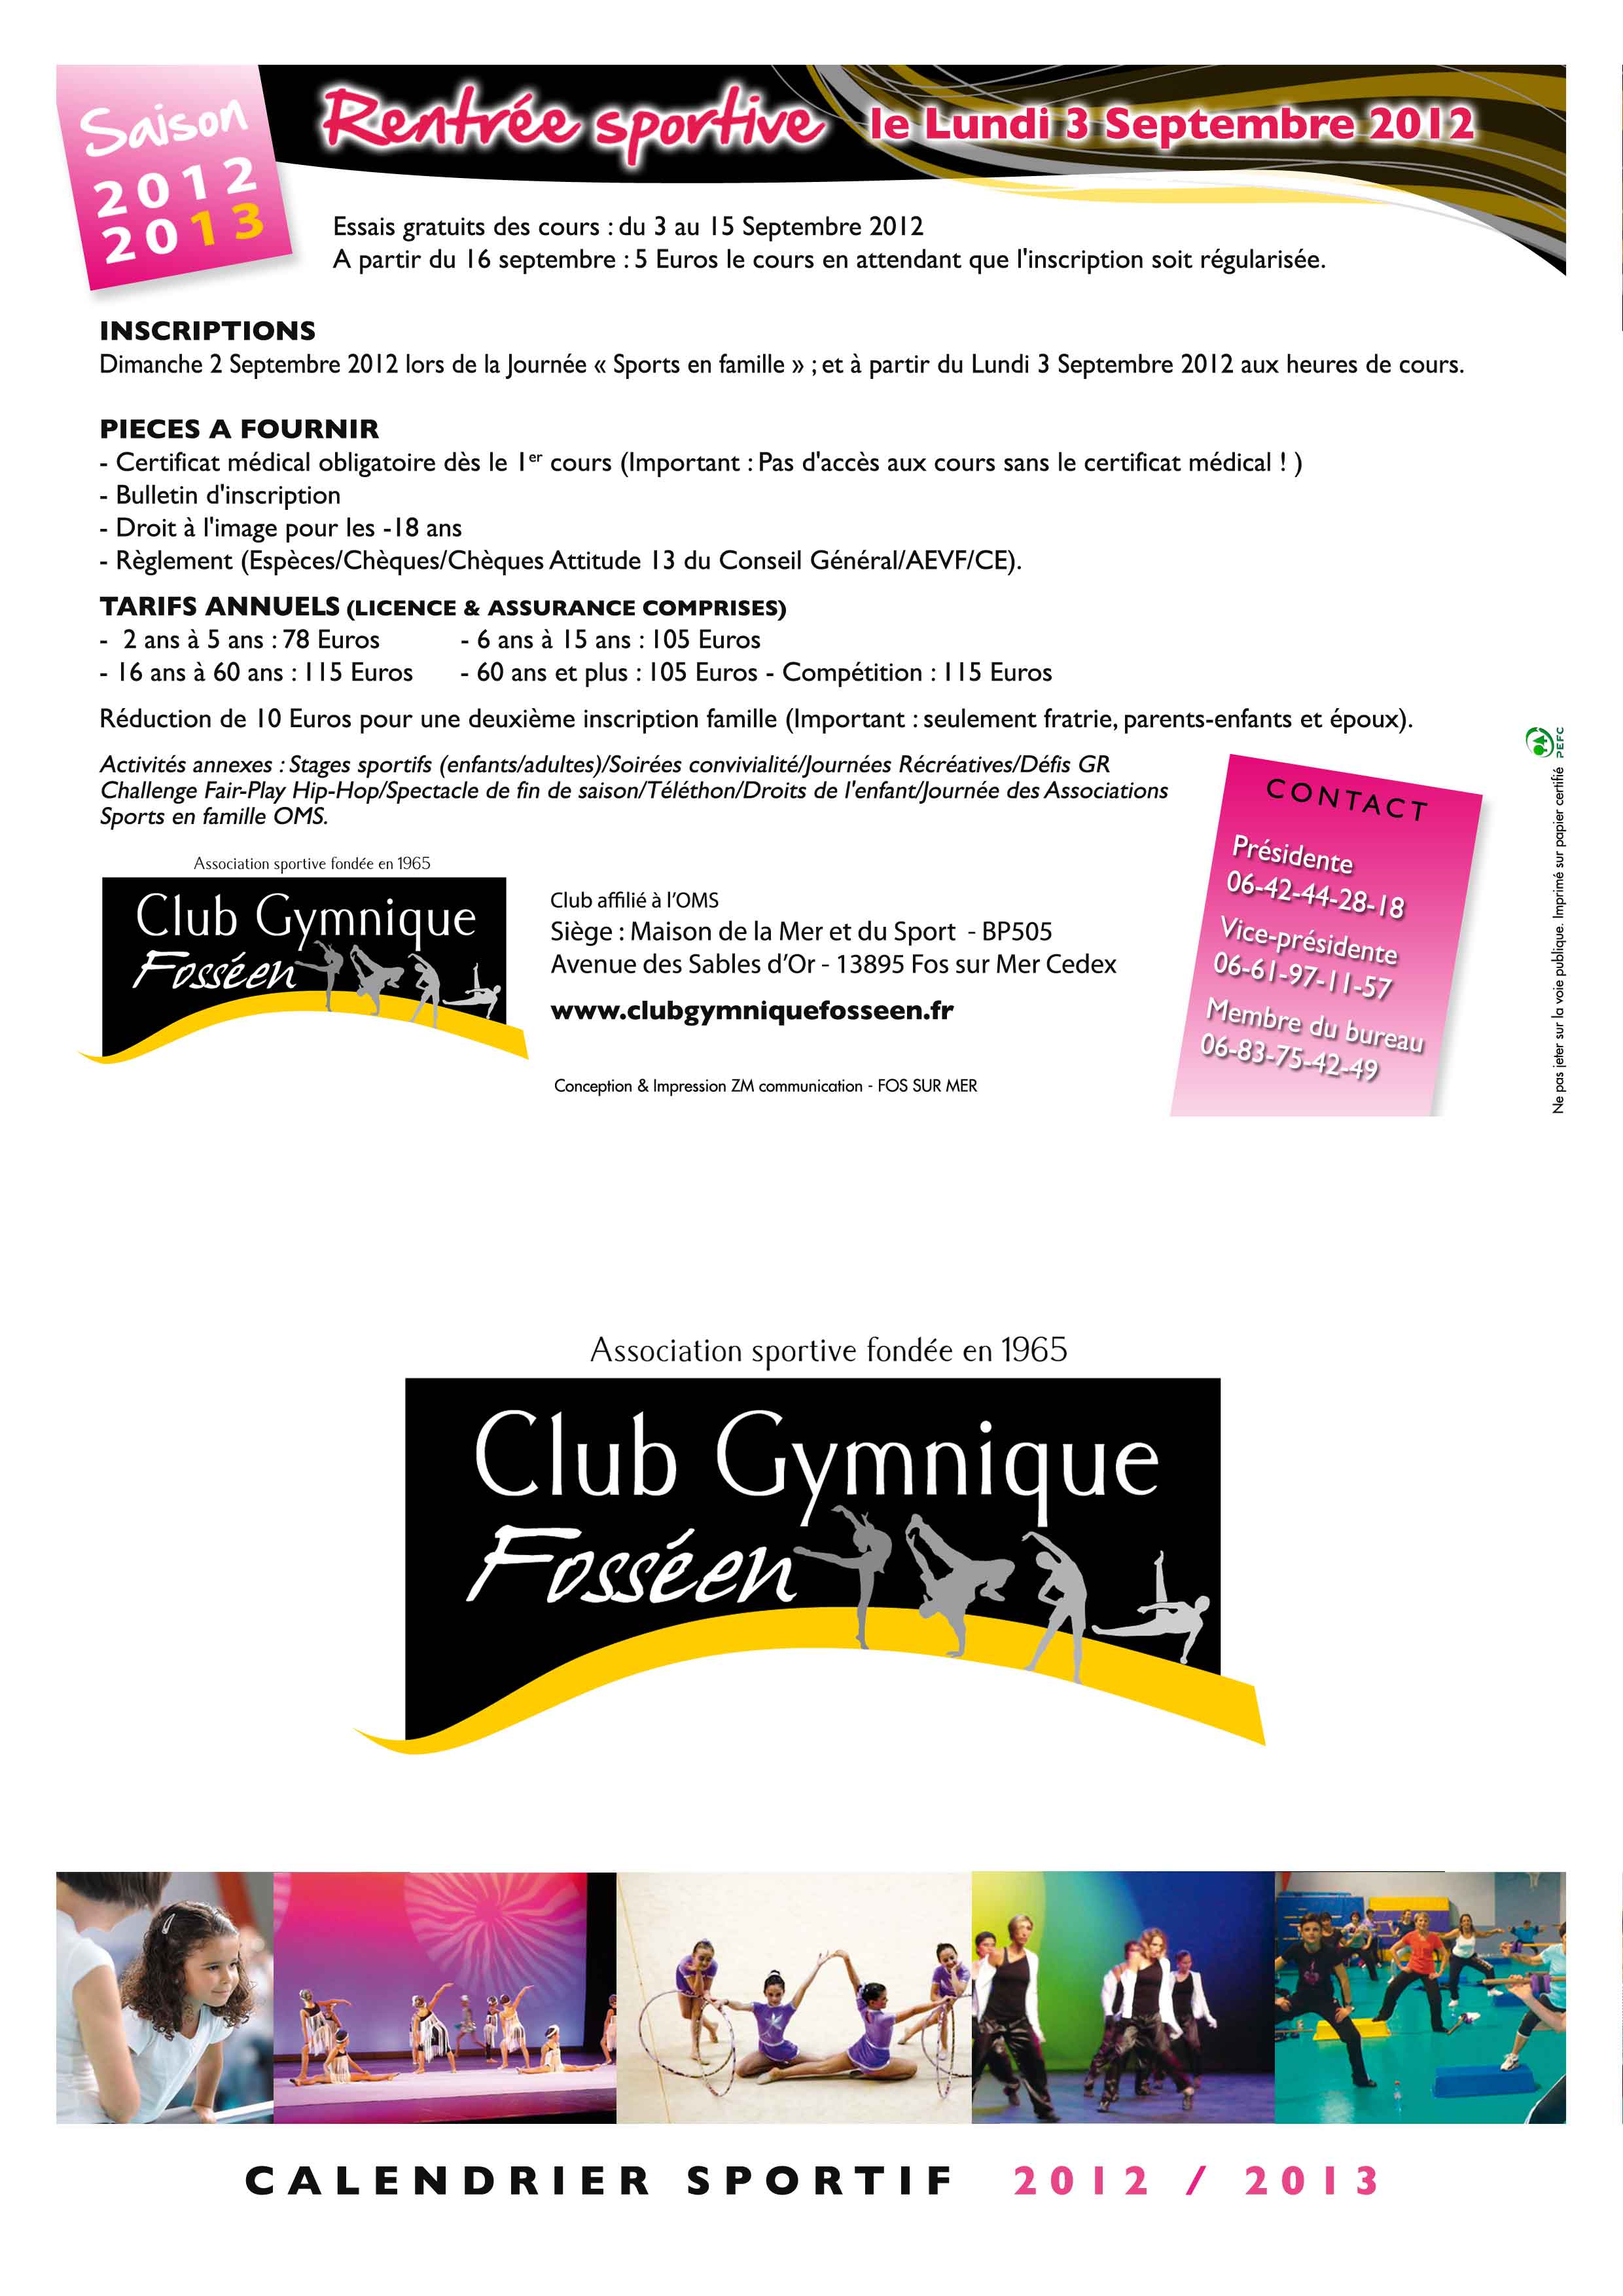 Saison
2012
2013
Rentrée sportive le Lundi 3 Septembre 2012
Essais gratuits des cours : du 3 au 15 Septembre 2012
A partir du 16 septembre : 5 Euros le cours en attendant que l'inscription soit régularisée.
INSCRIPTIONS
Dimanche 2 Septembre 2012 lors de la Journée « Sports en famille » ; et à partir du Lundi 3 Septembre 2012 aux heures de cours.
PIECES A FOURNIR
- Certificat médical obligatoire dès le 1er cours (Important : Pas d'accès aux cours sans le certificat médical ! )
- Bulletin d'inscription
- Droit à l'image pour les -18 ans
- Règlement (Espèces/Chèques/Chèques Attitude 13 du Conseil Général/AEVF/CE).
TARIFS ANNUELS (LICENCE & ASSURANCE COMPRISES)
- 2 ans à 5 ans : 78 Euros - 6 ans à 15 ans : 105 Euros
- 16 ans à 60 ans : 115 Euros - 60 ans et plus : 105 Euros - Compétition : 115 Euros
Réduction de 10 Euros pour une deuxième inscription famille (Important : seulement fratrie, parents-enfants et époux).
Activités annexes : Stages sportifs (enfants/adultes)/Soirées convivialité/Journées Récréatives/Défis GR
Challenge Fair-Play Hip-Hop/Spectacle de fin de saison/Téléthon/Droits de l'enfant/Journée des Associations
Sports en famille OMS.
Association sportive fondée en 1965
Club Gymnique
Fosséen
Club affilié à l'OMS
Siège : Maison de la Mer et du Sport - BP505
Avenue des Sables d'Or - 13895 Fos sur Mer Cedex
www.clubgymniquefosseen.fr
Conception & Impression ZM communication - FOS SUR MER
CONTACT
Présidente
06-42-44-28-18
Vice-présidente
06-61-97-11-57
Membre du bureau
06-83-75-42-49
Ne pas jeter sur la voie publique. Imprimé sur papier certifié PEFC
Association sportive fondée en 1965
Club Gymnique
Fosséen
CALENDRIER SPORTIF 2012 / 2013